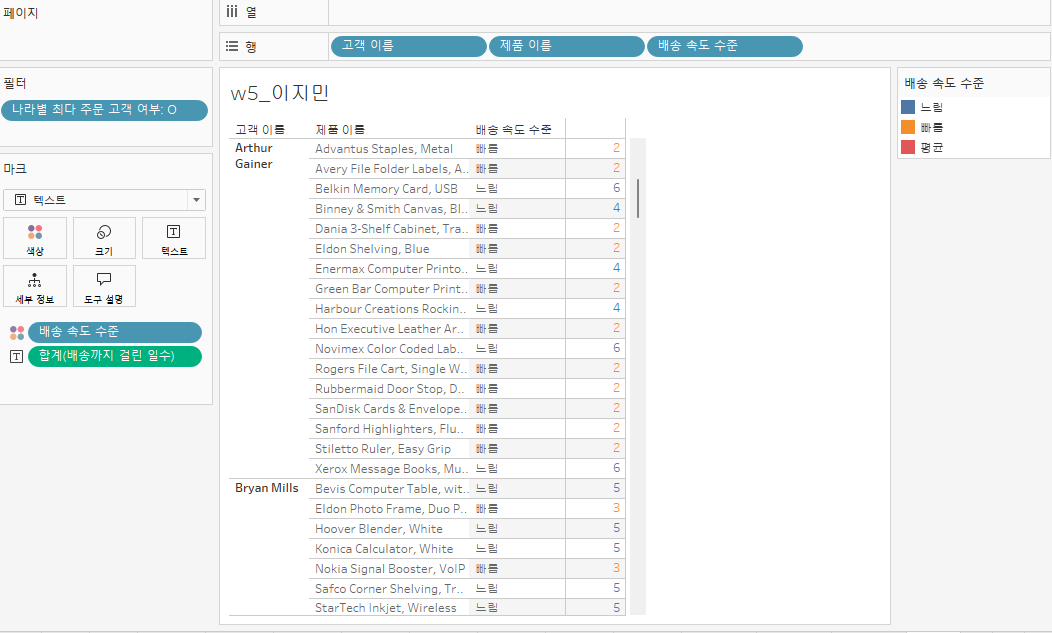 페이지
열
행
고객 이름
제품 이름
배송 속도 수준
필터
나라별 최다 주문 고객 여부: O
마크
텍스트
색상
크기
텍스트
세부 정보
도구 설명
배송 속도 수준
합계(배송까지 걸린 일수)
w5_이지민
고객 이름 제품 이름 배송 속도 수준
Arthur Gainer Advantus Staples, Metal 빠름 2
Avery File Folder Labels, A.. 빠름 2
Belkin Memory Card, USB 느림 6
Binney & Smith Canvas, Bl.. 느림 4
Dania 3-Shelf Cabinet, Tra.. 빠름 2
Eldon Shelving, Blue 빠름 2
Enermax Computer Printo.. 느림 4
Green Bar Computer Print.. 빠름 2
Harbour Creations Rockin.. 느림 4
Hon Executive Leather Ar.. 빠름 2
Novimex Color Coded Lab.. 느림 6
Rogers File Cart, Single W.. 빠름 2
Rubbermaid Door Stop, D.. 빠름 2
SanDisk Cards & Envelope.. 빠름 2
Sanford Highlighters, Flu.. 빠름 2
Stiletto Ruler, Easy Grip 빠름 2
Xerox Message Books, Mu.. 느림 6
Bryan Mills Bevis Computer Table, wit.. 느림 5
Eldon Photo Frame, Duo P.. 빠름 3
Hoover Blender, White 느림 5
Konica Calculator, White 느림 5
Nokia Signal Booster, VoIP 빠름 3
Safco Corner Shelving, Tr.. 느림 5
StarTech Inkjet, Wireless 느림 5
배송 속도 수준
느림
빠름
평균